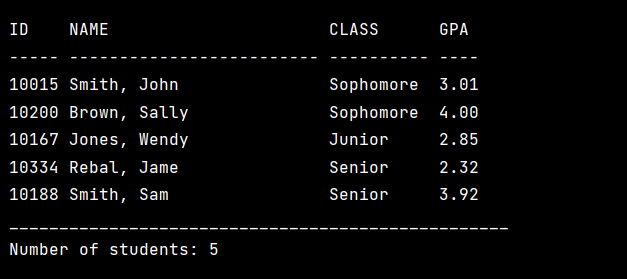 ID    NAME                      CLASS      GPA
----- ------------------------- ---------- ----
10015 Smith, John               Sophomore  3.01
10200 Brown, Sally              Sophomore  4.00
10167 Jones, Wendy              Junior     2.85
10334 Rebal, Jame               Senior     2.32
10188 Smith, Sam                Senior     3.92
__________________________________________________
Number of students: 5